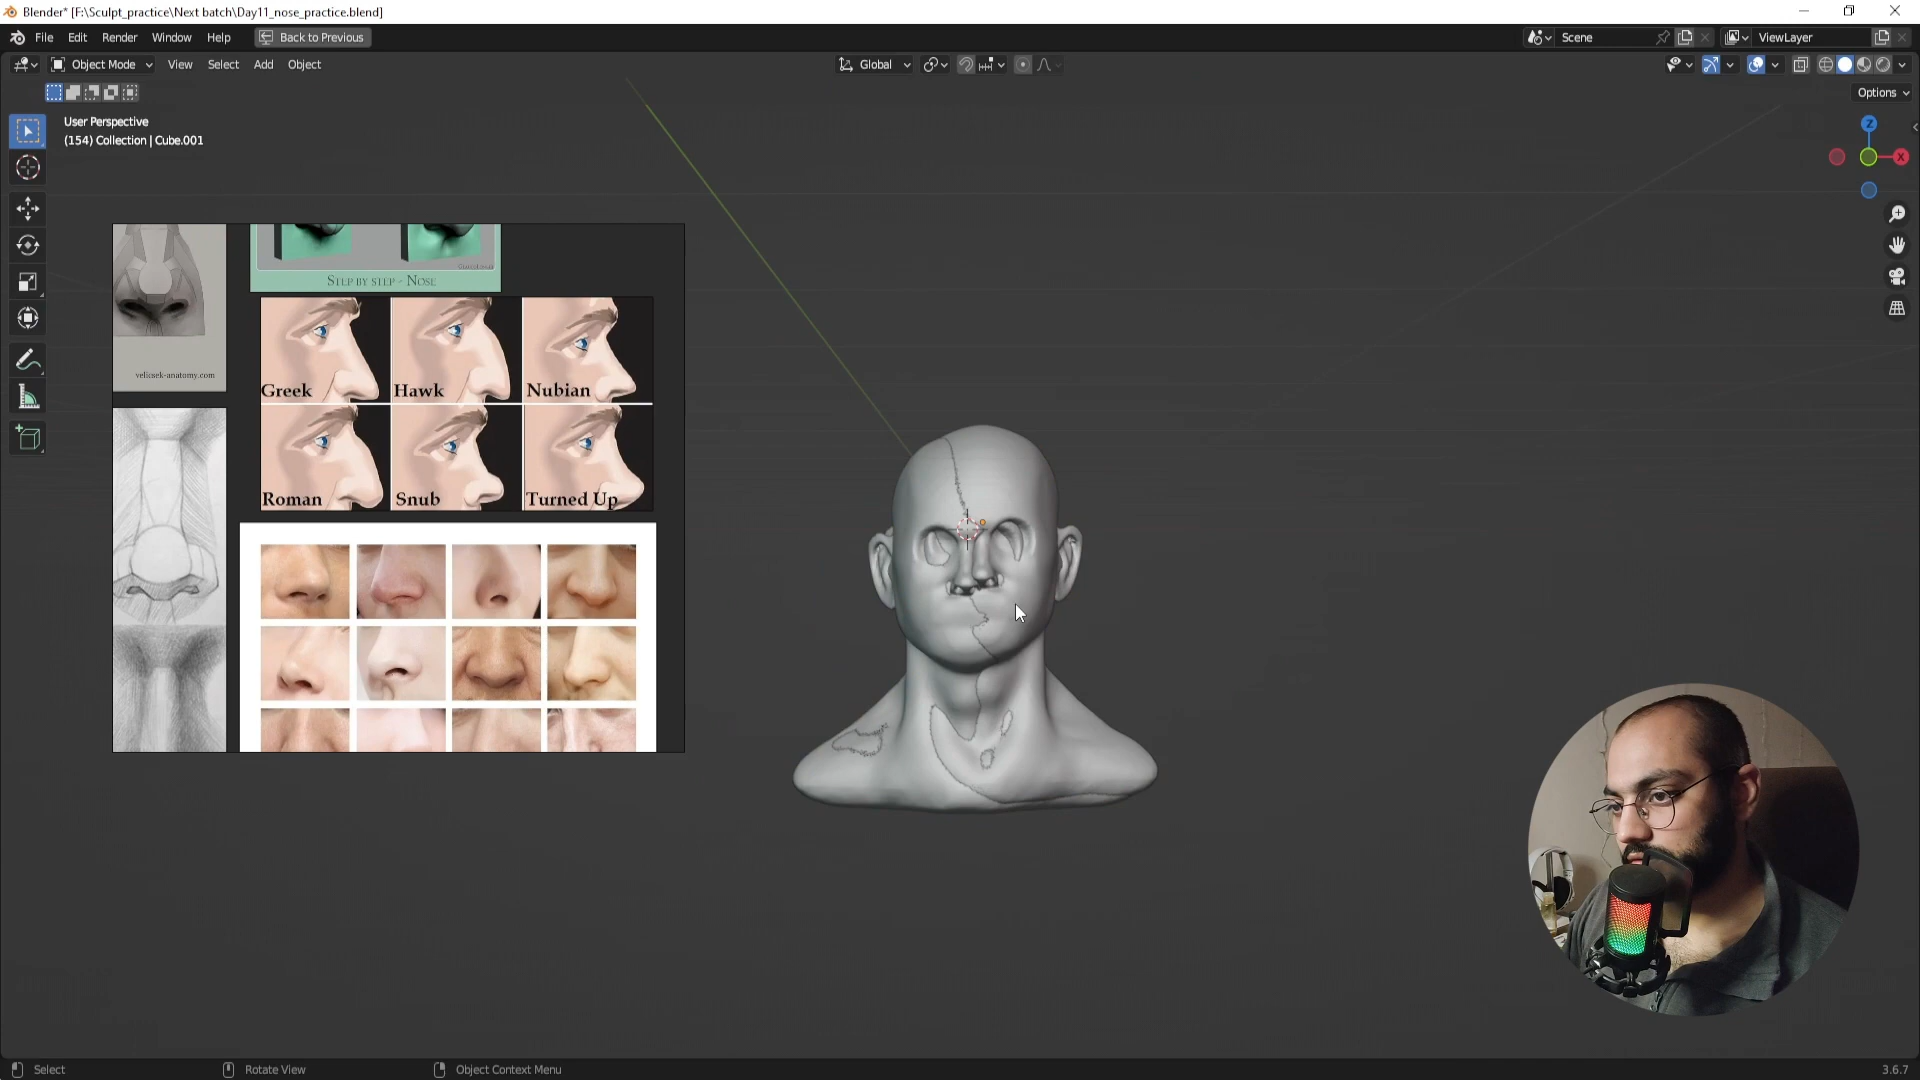 Blender* [F:\Sculpt_practice\Next batch\Day11_nose_practice.blend]
File Edit Render Window Help Back to Previous Scene ViewLayer
Object Mode View Select Add Object Global
Options
User Perspective
(154) Collection | Cube.001
Z
X
STEP BY STEP - NOSE
velicsek-anatomy.com
Greek Hawk Nubian
Roman Snub Turned Up
Select Rotate View Object Context Menu 3.6.7